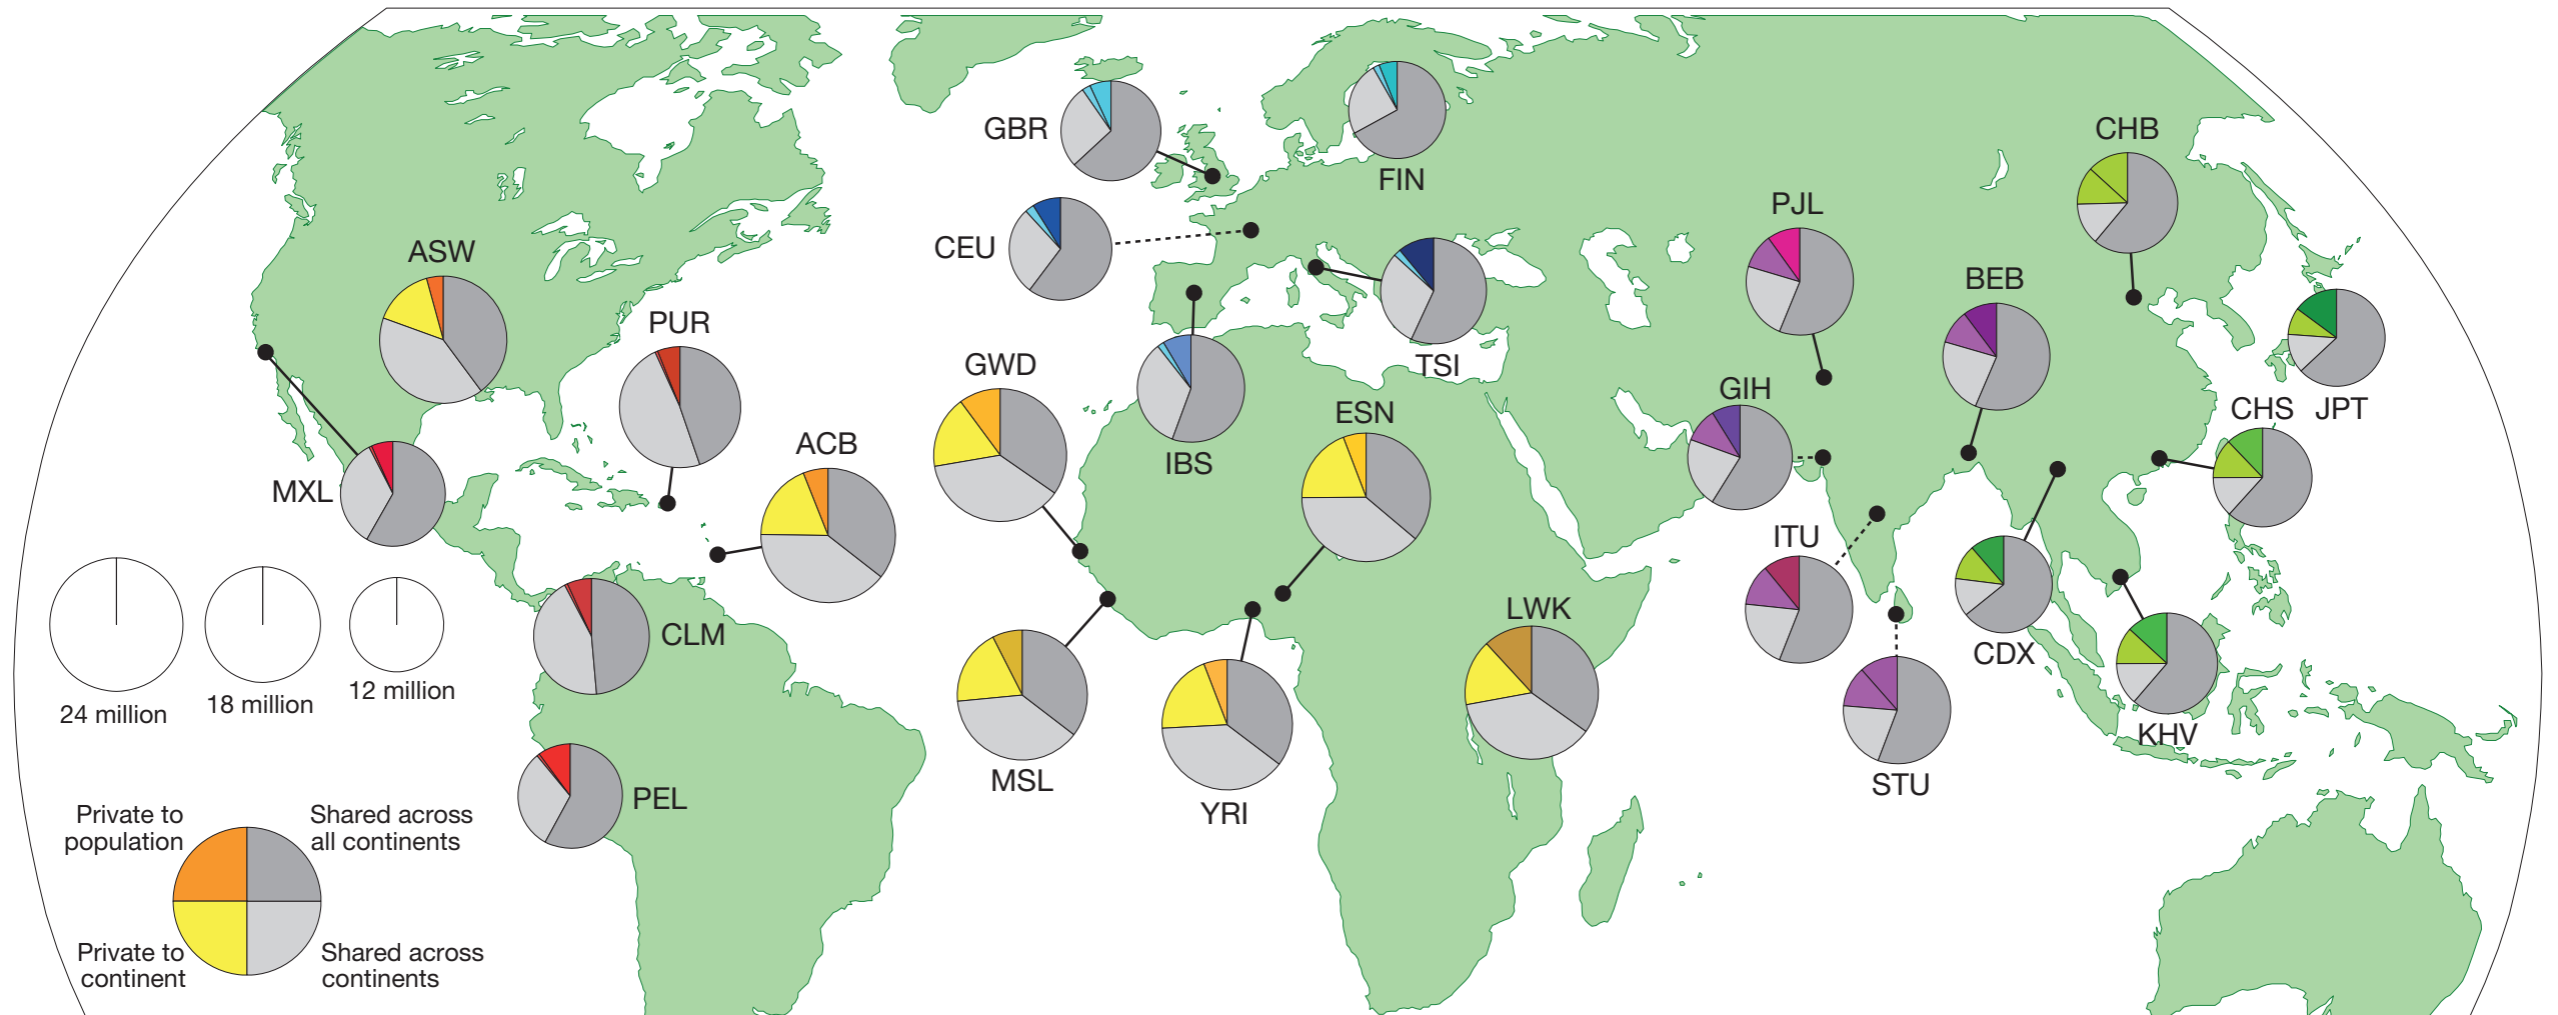 CHB
GBR
FIN
PJL
CEU
ASW
BEB
PUR
GWD
TSI
GIH
CHS
JPT
ESN
ACB
IBS
MXL
ITU
LWK
CLM
CDX
24 million
18 million
12 million
KHV
MSL
STU
PEL
YRI
Private to
population
Shared across
all continents
Private to
continent
Shared across
continents